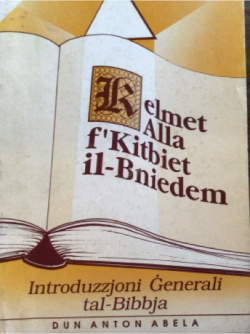 Kelmet
Alla
f'Kitbiet
il-Bniedem
Introduzzjoni Ġenerali
tal-Bibbja
DUN ANTON ABELA